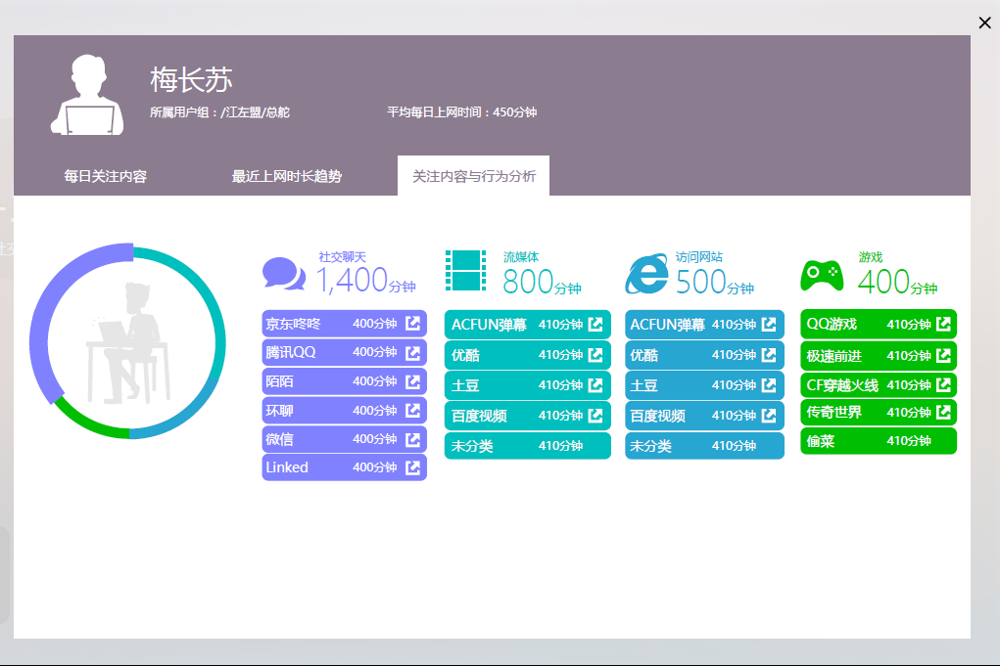 梅长苏
所属用户组：/江左盟/总舵 平均每日上网时间：450分钟
每日关注内容 最近上网时长趋势 关注内容与行为分析
社交聊天
1,400分钟
京东咚咚 400分钟
腾讯QQ 400分钟
陌陌 400分钟
环聊 400分钟
微信 400分钟
Linked 400分钟
流媒体
800分钟
ACFUN弹幕 410分钟
优酷 410分钟
土豆 410分钟
百度视频 410分钟
未分类 410分钟
访问网站
500分钟
ACFUN弹幕 410分钟
优酷 410分钟
土豆 410分钟
百度视频 410分钟
未分类 410分钟
游戏
400分钟
QQ游戏 410分钟
极速前进 410分钟
CF穿越火线 410分钟
传奇世界 410分钟
偷菜 410分钟